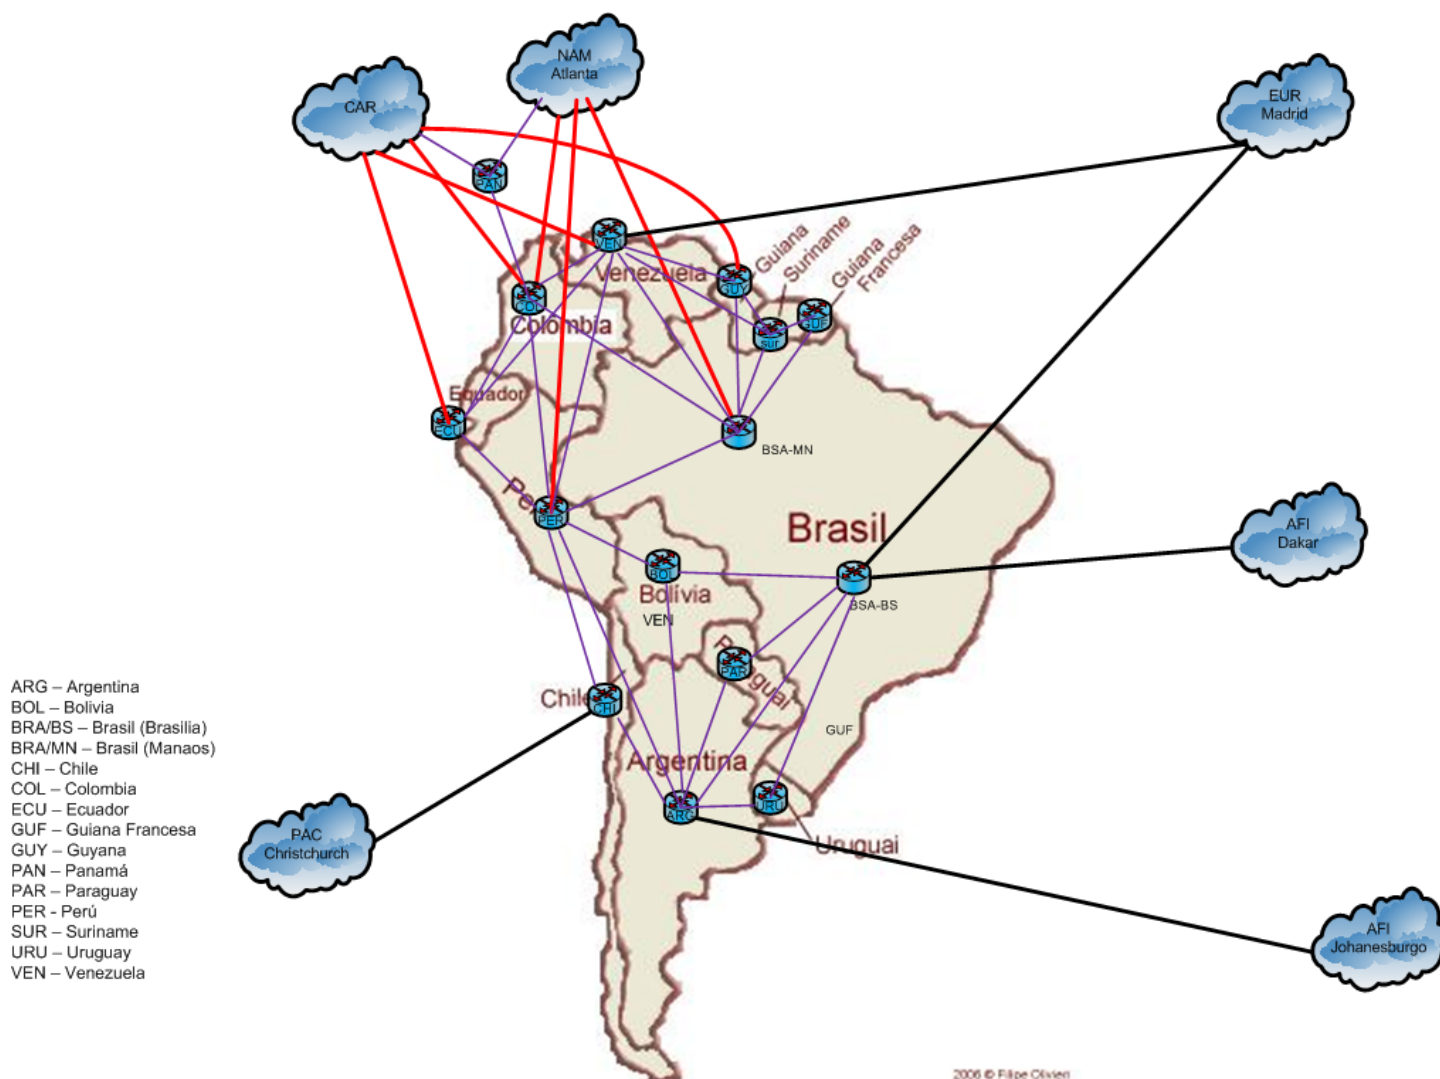 NAM
Atlanta
CAR
EUR
Madrid
PAN
VEN
Venezuela
GUY
Guiana
Suriname
Guiana
Francesa
COL
Colômbia
sur
GUF
Equador
ECU
BSA-MN
PER
Brasil
AFI
Dakar
BOL
Bolívia
BSA-BS
VEN
PAR
Chile
CHI
GUF
Argentina
ARG
URU
Uruguai
PAC
Christchurch
AFI
Johanesburgo
ARG – Argentina
BOL – Bolivia
BRA/BS – Brasil (Brasilia)
BRA/MN – Brasil (Manaos)
CHI – Chile
COL – Colombia
ECU – Ecuador
GUF – Guiana Francesa
GUY – Guyana
PAN – Panamá
PAR – Paraguay
PER - Perú
SUR – Suriname
URU – Uruguay
VEN – Venezuela
2006 © Filipe Olivieri